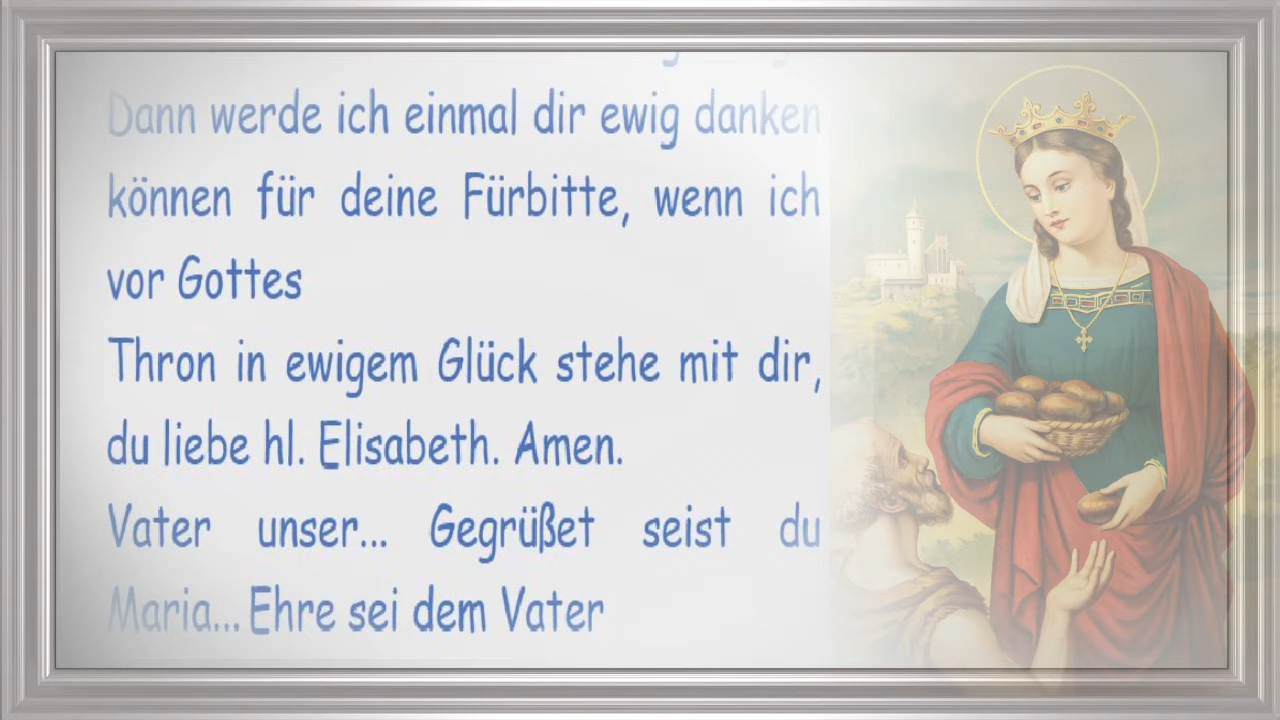 Dann werde ich einmal dir ewig danken
können für deine Fürbitte, wenn ich
vor Gottes
Thron in ewigem Glück stehe mit dir,
du liebe hl. Elisabeth. Amen.
Vater unser... Gegrüßet seist du
Maria... Ehre sei dem Vater